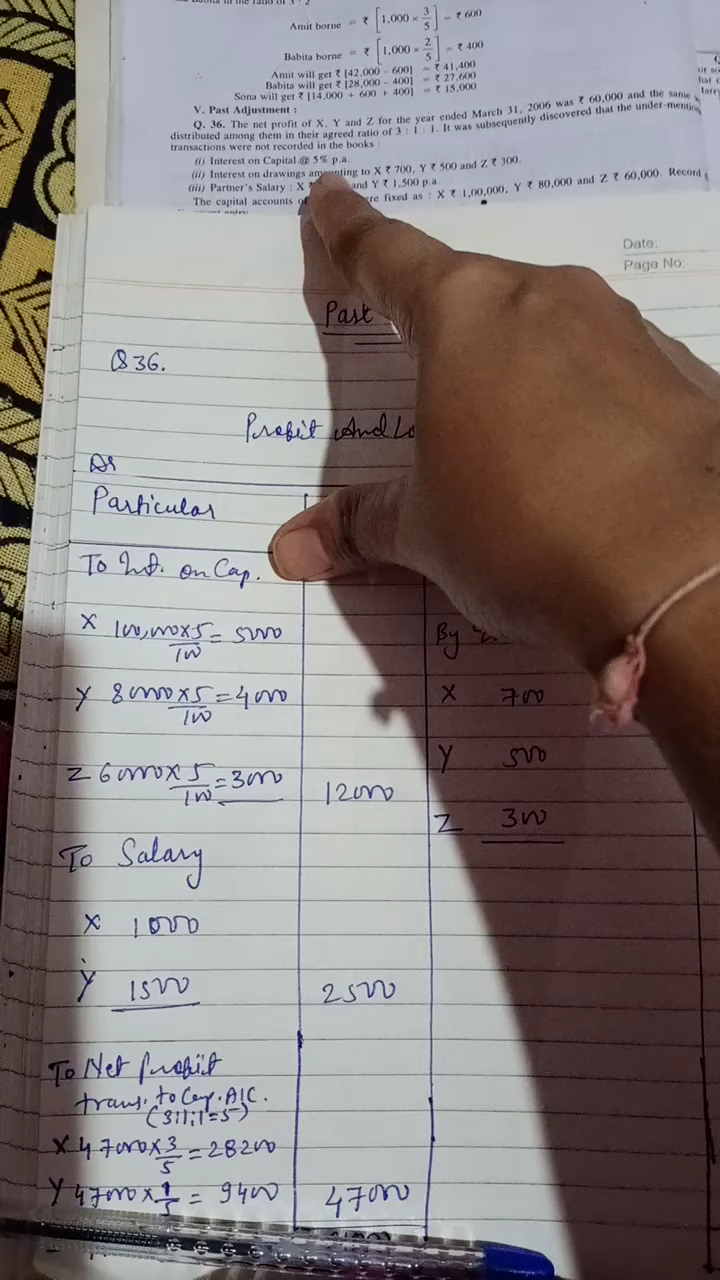 Amit borne = ₹ [1,000 × 3/5] = ₹ 600
Babita borne = ₹ [1,000 × 2/5] = ₹ 400
Amit will get ₹ [42,000 - 600] = ₹ 41,400
Babita will get ₹ [28,000 - 400] = ₹ 27,600
Sona will get ₹ [14,000 + 600 + 400] = ₹ 15,000
V. Past Adjustment :
Q. 36. The net profit of X, Y and Z for the year ended March 31, 2006 was ₹ 60,000 and the same
distributed among them in their agreed ratio of 3 : 1 : 1. It was subsequently discovered that the under-mention
transactions were not recorded in the books :
(i) Interest on Capital @ 5% p.a.
(ii) Interest on drawings amounting to X ₹ 700, Y ₹ 500 and Z ₹ 300.
(iii) Partner's Salary : X ₹ and Y ₹ 1,500 p.a.
The capital accounts of re fixed as : X ₹ 1,00,000, Y ₹ 80,000 and Z ₹ 60,000. Record
Date:
Page No:
Past
Q36.
Profit And Lo
Dr
Particular
To Int. on Cap.
X 100,000×5/100 = 5000
By
Y 80000×5/100 = 4000
X 700
Z 60000×5/100 = 3000 12000
Y 500
Z 300
To Salary
X 1000
Y 1500 2500
To Net profit
trans. to Cap. A/C.
(3:1:1=5)
X 47000×3/5 = 28200
Y 47000×1/5 = 9400 47000